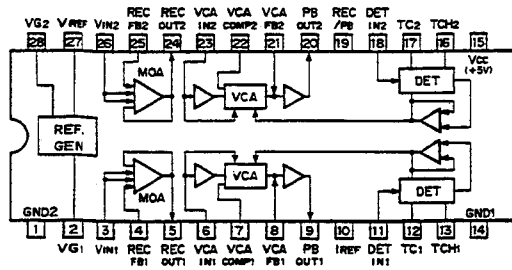 REC REC VCA VCA VCA PB REC DET
VG2 VREF VIN2 FB2 OUT2 IN2 COMP2 FB2 OUT2 /PB IN2 TC2 TCH2
28 27 26 25 24 23 22 21 20 19 18 17 16 15
VCC
(+5V)
MOA
VCA
DET
REF.
GEN
VCA
DET
MOA
GND2
GND1
1 2 3 4 5 6 7 8 9 10 11 12 13 14
VG1 VIN1 REC REC VCA VCA VCA PB IREF DET TC1 TCH1
FB1 OUT1 IN1 COMP1 FB1 OUT1 IN1